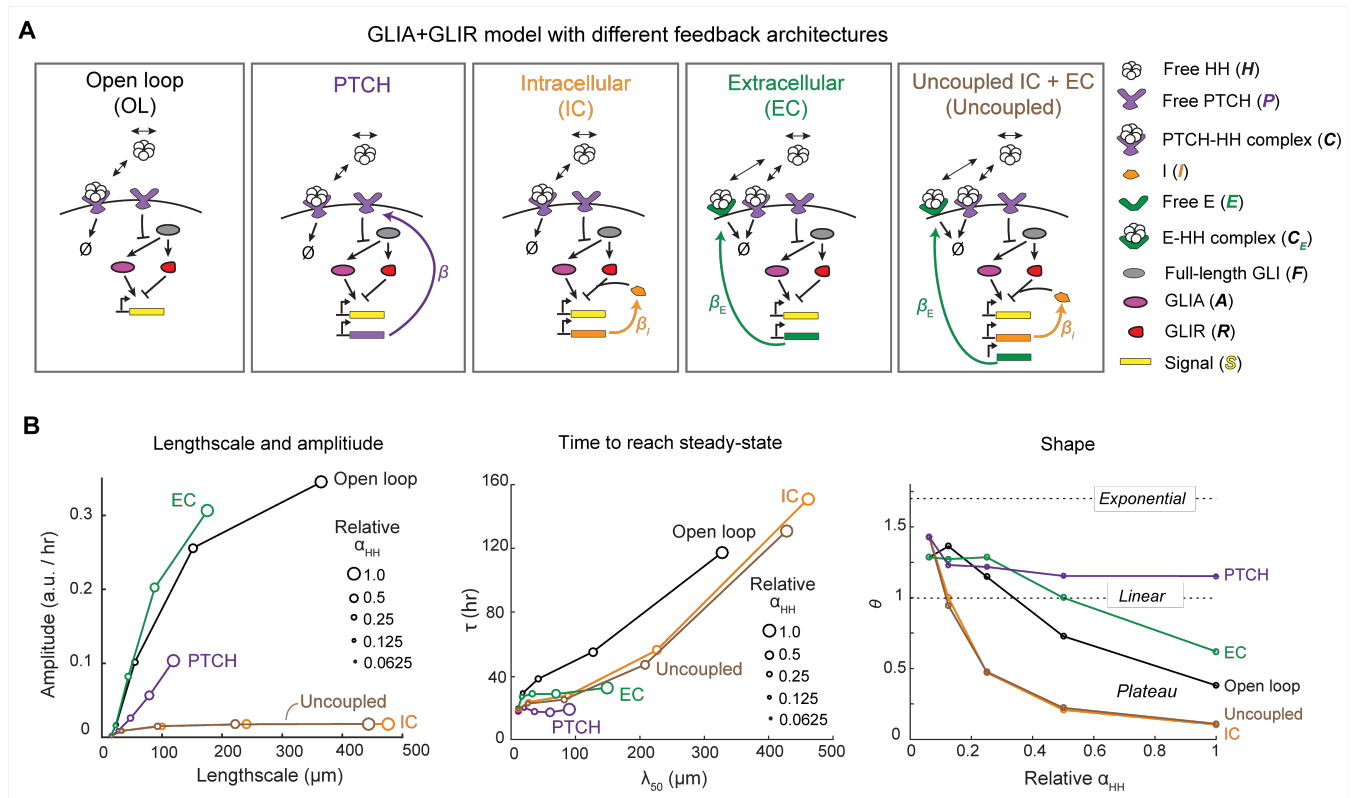 A
GLIA+GLIR model with different feedback architectures
Open loop
(OL)
Ø
PTCH
Ø
β
Intracellular
(IC)
Ø
βI
Extracellular
(EC)
Ø
βE
Uncoupled IC + EC
(Uncoupled)
Ø
βE
βI
Free HH (H)
Free PTCH (P)
PTCH-HH complex (C)
I (I)
Free E (E)
E-HH complex (CE)
Full-length GLI (F)
GLIA (A)
GLIR (R)
Signal (S)
B
Lengthscale and amplitiude
Amplitude (a.u. / hr)
0.3
0.2
0.1
0
0
100
200
300
400
500
Lengthscale (µm)
EC
Open loop
PTCH
Uncoupled
IC
Relative
αHH
1.0
0.5
0.25
0.125
0.0625
Time to reach steady-state
τ (hr)
160
120
80
40
0
0
100
200
300
400
500
λ50 (µm)
IC
Open loop
Uncoupled
EC
PTCH
Relative
αHH
1.0
0.5
0.25
0.125
0.0625
Shape
θ
1.5
1
0.5
0
0
0.2
0.4
0.6
0.8
1
Relative αHH
Exponential
Linear
Plateau
PTCH
EC
Open loop
Uncoupled
IC